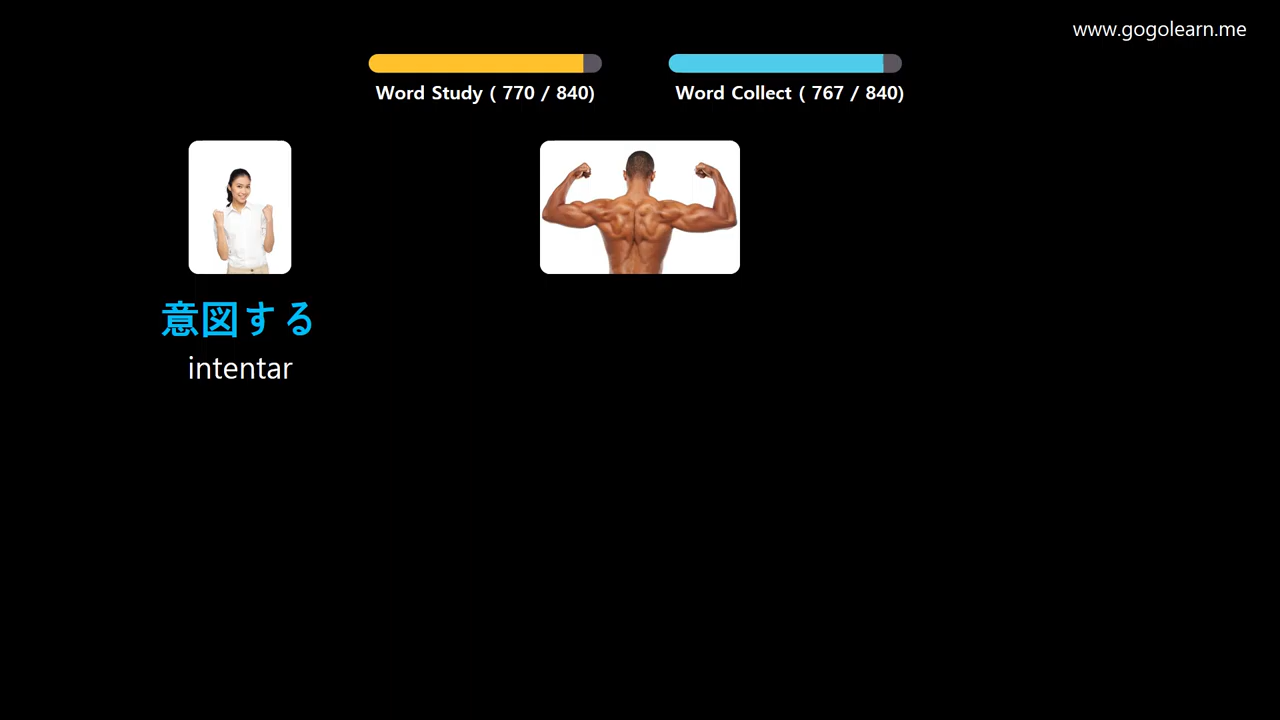 www.gogolearn.me
Word Study ( 770 / 840)
Word Collect ( 767 / 840)
意図する
intentar